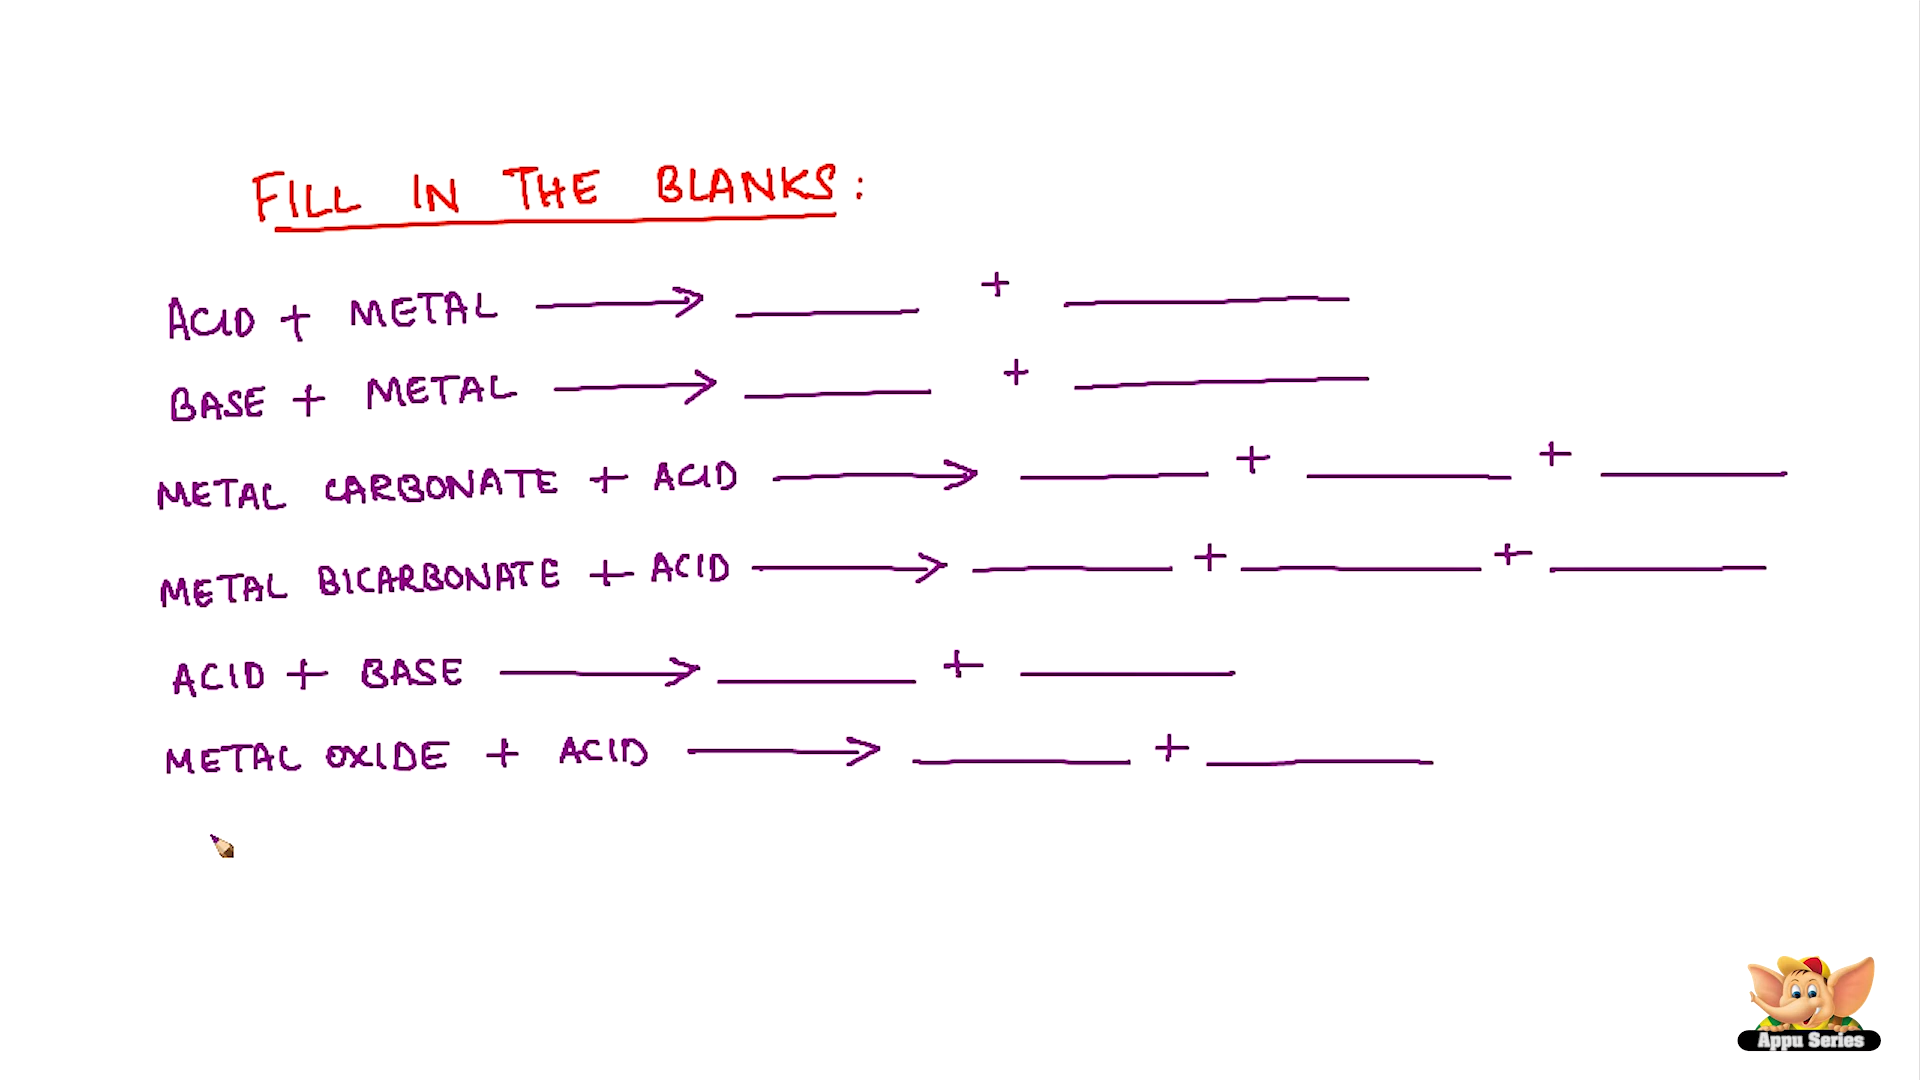 FILL IN THE BLANKS:
ACID + METAL ⟶ ______ + ______
BASE + METAL ⟶ ______ + ______
METAL CARBONATE + ACID ⟶ ______ + ______ + ______
METAL BICARBONATE + ACID ⟶ ______ + ______ + ______
ACID + BASE ⟶ ______ + ______
METAL OXIDE + ACID ⟶ ______ + ______
Appu Series